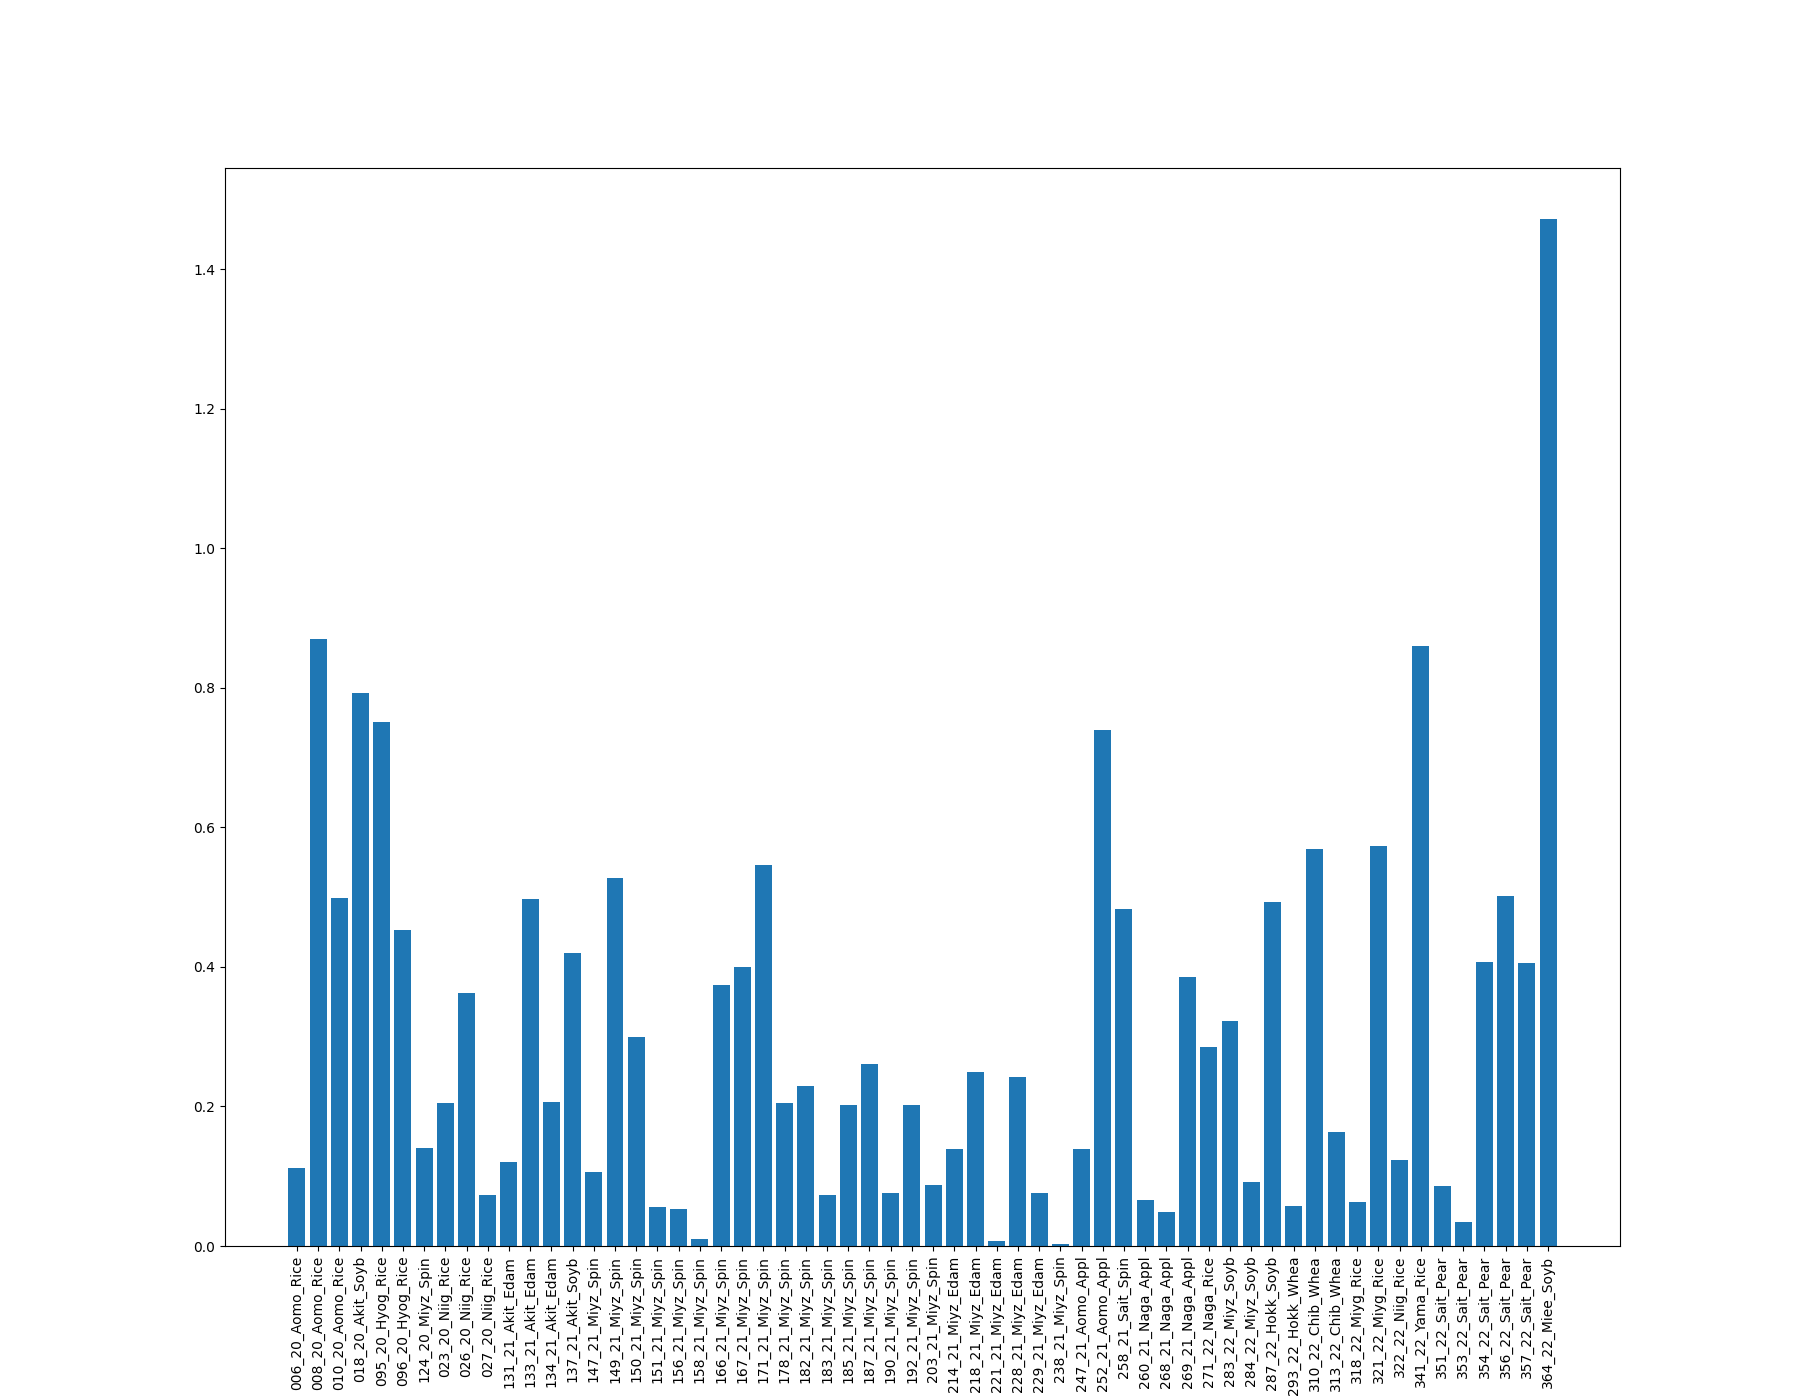 1.4
1.2
1.0
0.8
0.6
0.4
0.2
0.0
006_20_Aomo_Rice
008_20_Aomo_Rice
010_20_Aomo_Rice
018_20_Akit_Soyb
095_20_Hyog_Rice
096_20_Hyog_Rice
124_20_Miyz_Spin
023_20_Niig_Rice
026_20_Niig_Rice
027_20_Niig_Rice
131_21_Akit_Edam
133_21_Akit_Edam
134_21_Akit_Edam
137_21_Akit_Soyb
147_21_Miyz_Spin
149_21_Miyz_Spin
150_21_Miyz_Spin
151_21_Miyz_Spin
156_21_Miyz_Spin
158_21_Miyz_Spin
166_21_Miyz_Spin
167_21_Miyz_Spin
171_21_Miyz_Spin
178_21_Miyz_Spin
182_21_Miyz_Spin
183_21_Miyz_Spin
185_21_Miyz_Spin
187_21_Miyz_Spin
190_21_Miyz_Spin
192_21_Miyz_Spin
203_21_Miyz_Spin
214_21_Miyz_Edam
218_21_Miyz_Edam
221_21_Miyz_Edam
228_21_Miyz_Edam
229_21_Miyz_Edam
238_21_Miyz_Spin
247_21_Aomo_Appl
252_21_Aomo_Appl
258_21_Sait_Spin
260_21_Naga_Appl
268_21_Naga_Appl
269_21_Naga_Appl
271_22_Naga_Rice
283_22_Miyz_Soyb
284_22_Miyz_Soyb
287_22_Hokk_Soyb
293_22_Hokk_Whea
310_22_Chib_Whea
313_22_Chib_Whea
318_22_Miyg_Rice
321_22_Miyg_Rice
322_22_Niig_Rice
341_22_Yama_Rice
351_22_Sait_Pear
353_22_Sait_Pear
354_22_Sait_Pear
356_22_Sait_Pear
357_22_Sait_Pear
364_22_Miee_Soyb